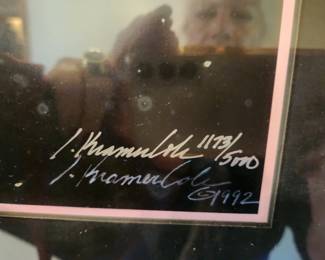 J. Kramer Cole 1173/5000
J. Kramer Cole ©1992